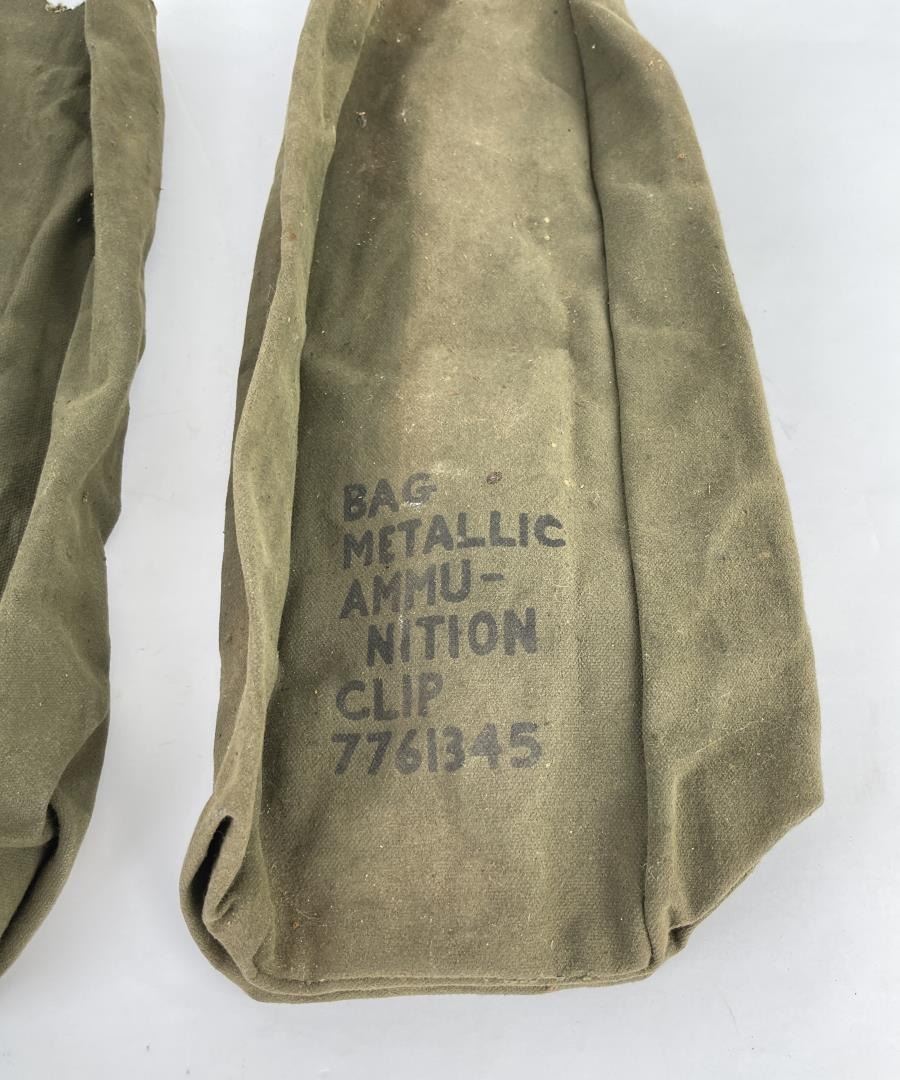 BAG
METALLIC
AMMU-
NITION
CLIP
7761345